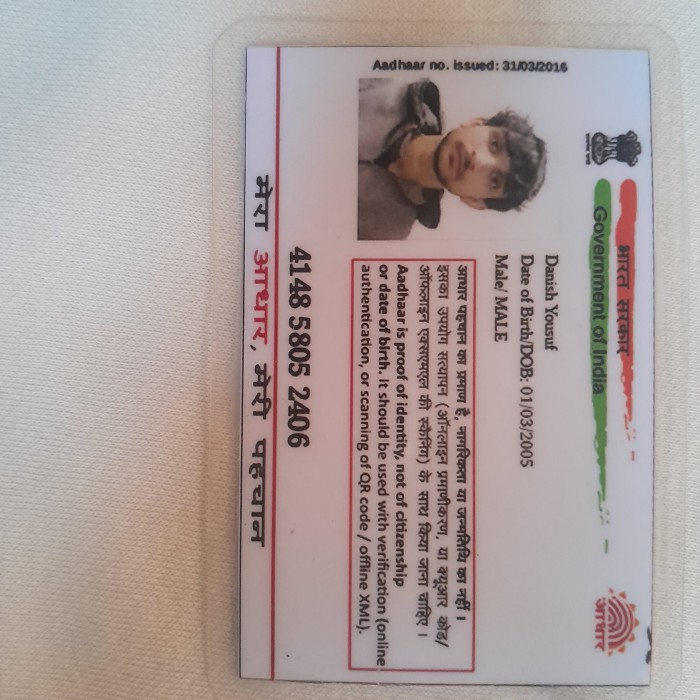 भारत सरकार
Government of India
Aadhaar no. issued: 31/03/2016
Danish Yousuf
Date of Birth/DOB: 01/03/2005
Male/ MALE
आधार पहचान का प्रमाण है, नागरिकता या जन्मतिथि का नहीं ।
इसका उपयोग सत्यापन (ऑनलाइन प्रमाणीकरण, या क्यूआर कोड/
ऑफ़लाइन एक्सएमएल की स्कैनिंग) के साथ किया जाना चाहिए ।
Aadhaar is proof of identity, not of citizenship
or date of birth. It should be used with verification (online
authentication, or scanning of QR code / offline XML).
4148 5805 2406
मेरा आधार, मेरी पहचान
आधार